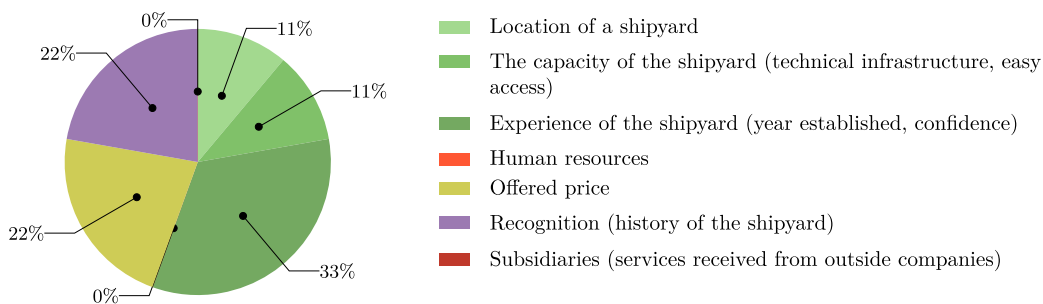 0%
11%
22%
11%
22%
33%
0%
Location of a shipyard
The capacity of the shipyard (technical infrastructure, easy
access)
Experience of the shipyard (year established, confidence)
Human resources
Offered price
Recognition (history of the shipyard)
Subsidiaries (services received from outside companies)